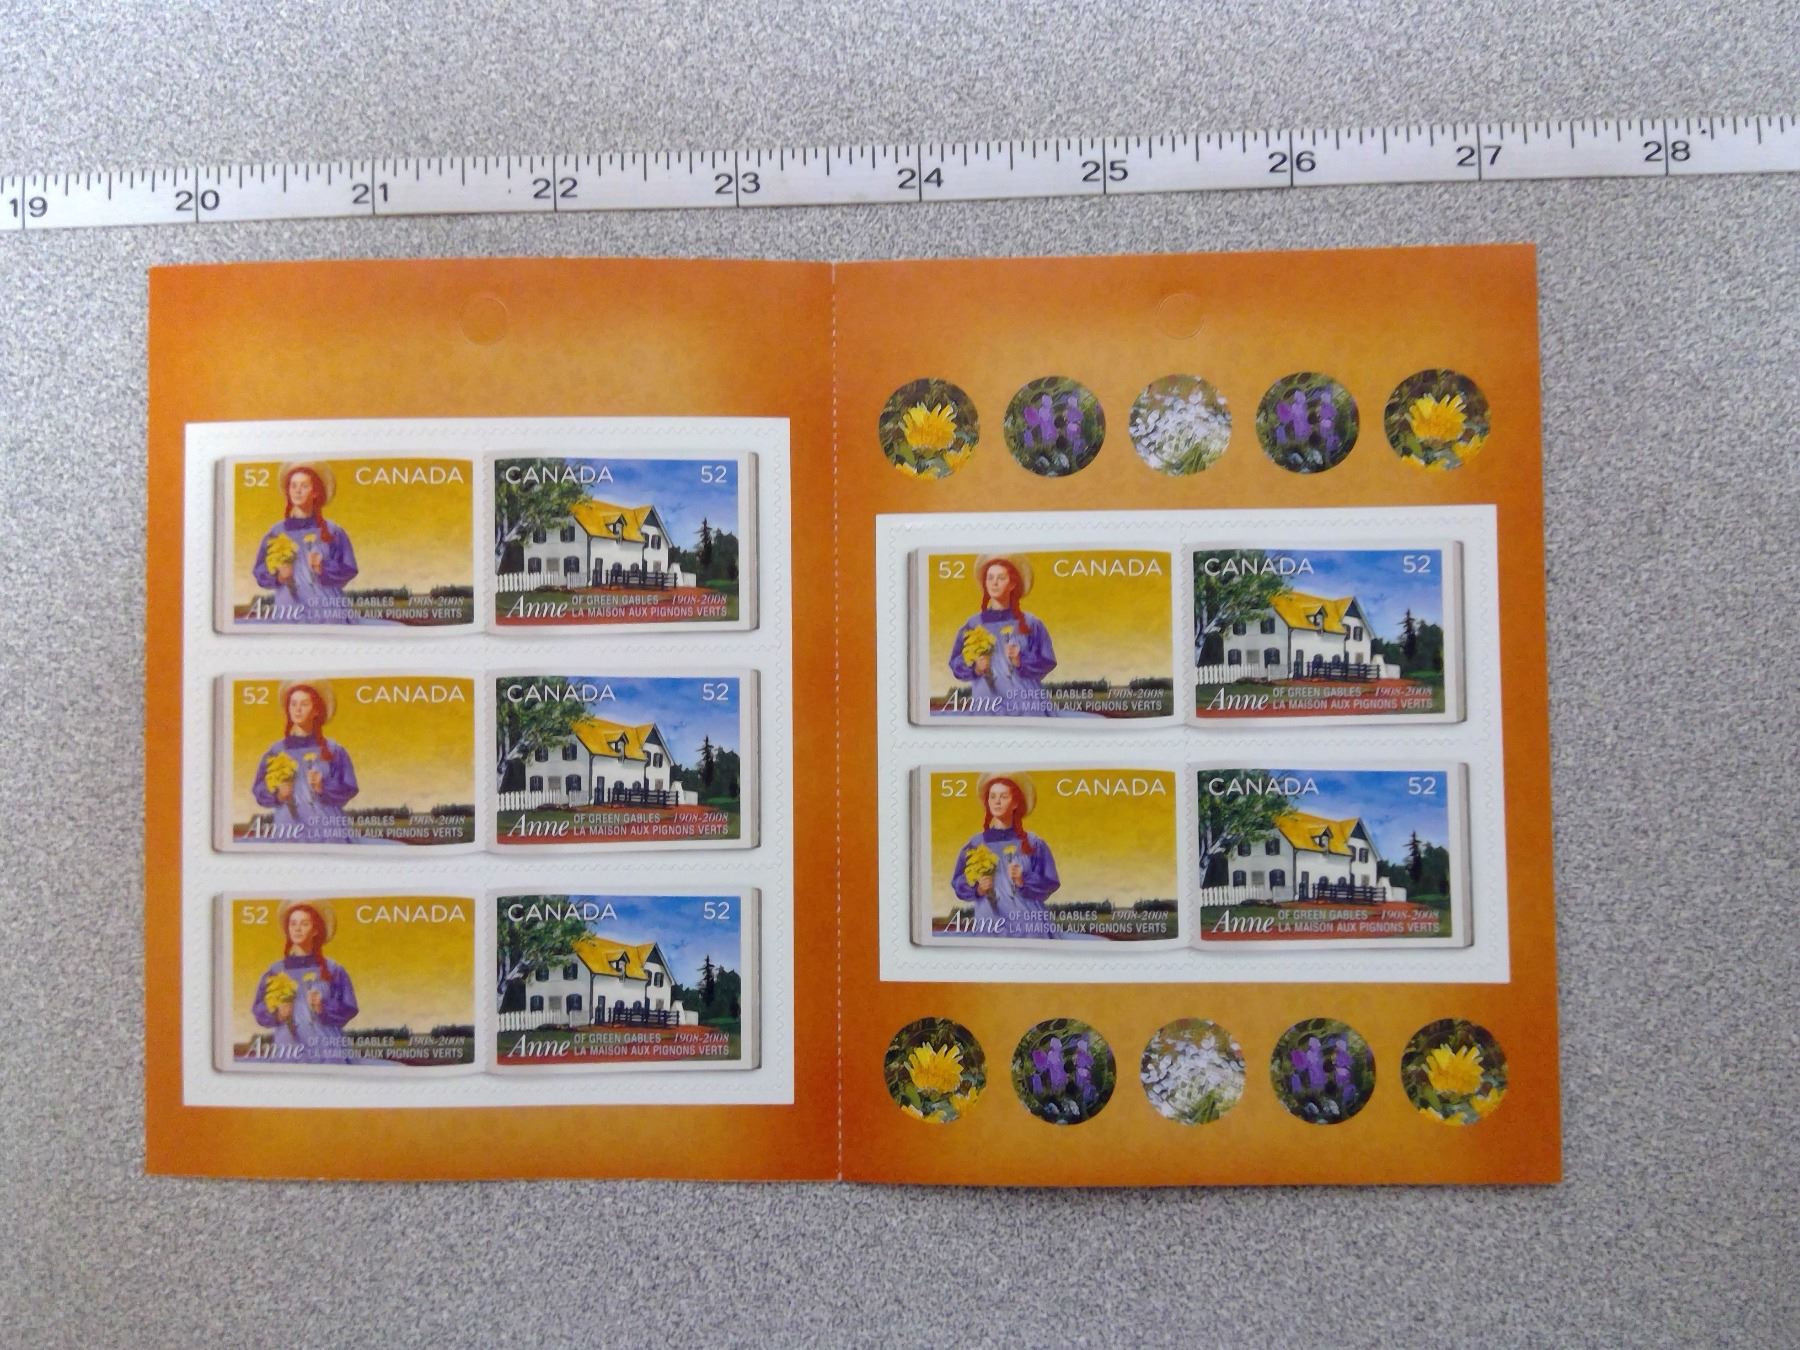 19 20 21 22 23 24 25 26 27 28
52 CANADA
Anne OF GREEN GABLES 1908-2008
LA MAISON AUX PIGNONS VERTS
CANADA 52
Anne OF GREEN GABLES 1908-2008
LA MAISON AUX PIGNONS VERTS
52 CANADA
Anne OF GREEN GABLES 1908-2008
LA MAISON AUX PIGNONS VERTS
CANADA 52
Anne OF GREEN GABLES 1908-2008
LA MAISON AUX PIGNONS VERTS
52 CANADA
Anne OF GREEN GABLES 1908-2008
LA MAISON AUX PIGNONS VERTS
CANADA 52
Anne OF GREEN GABLES 1908-2008
LA MAISON AUX PIGNONS VERTS
52 CANADA
Anne OF GREEN GABLES 1908-2008
LA MAISON AUX PIGNONS VERTS
CANADA 52
Anne OF GREEN GABLES 1908-2008
LA MAISON AUX PIGNONS VERTS
52 CANADA
Anne OF GREEN GABLES 1908-2008
LA MAISON AUX PIGNONS VERTS
CANADA 52
Anne OF GREEN GABLES 1908-2008
LA MAISON AUX PIGNONS VERTS